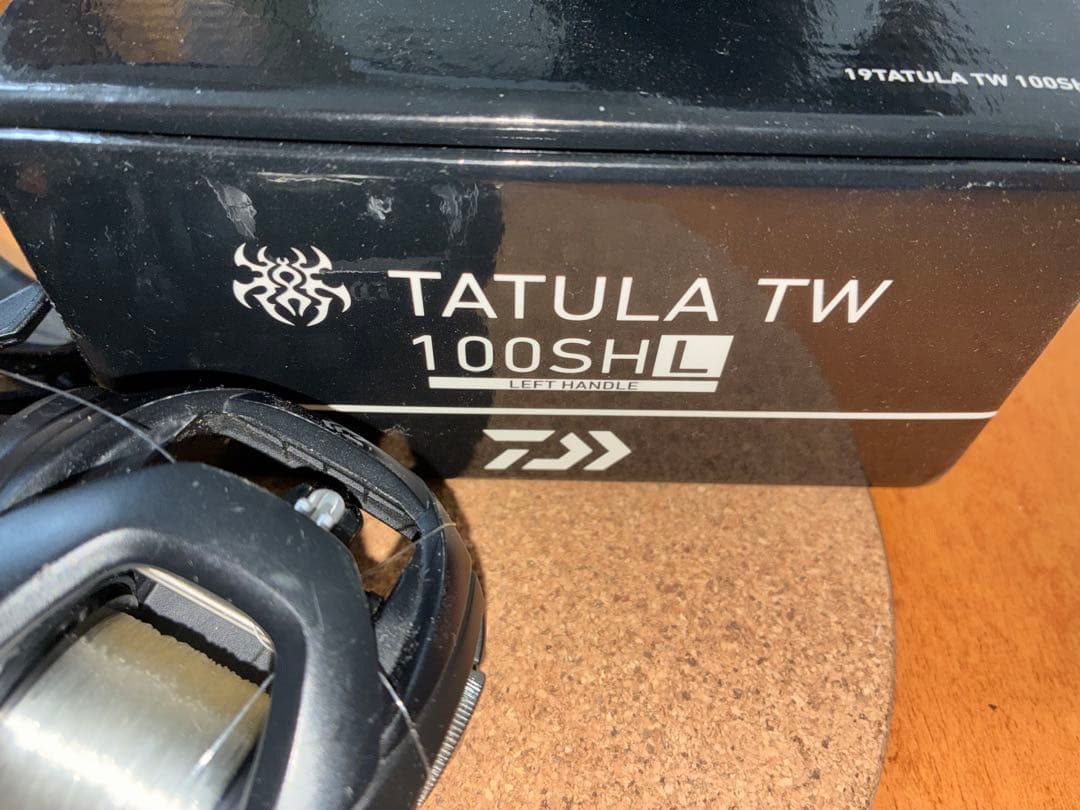 19TATULA TW 100SH
TATULA TW
100SHL
LEFT HANDLE